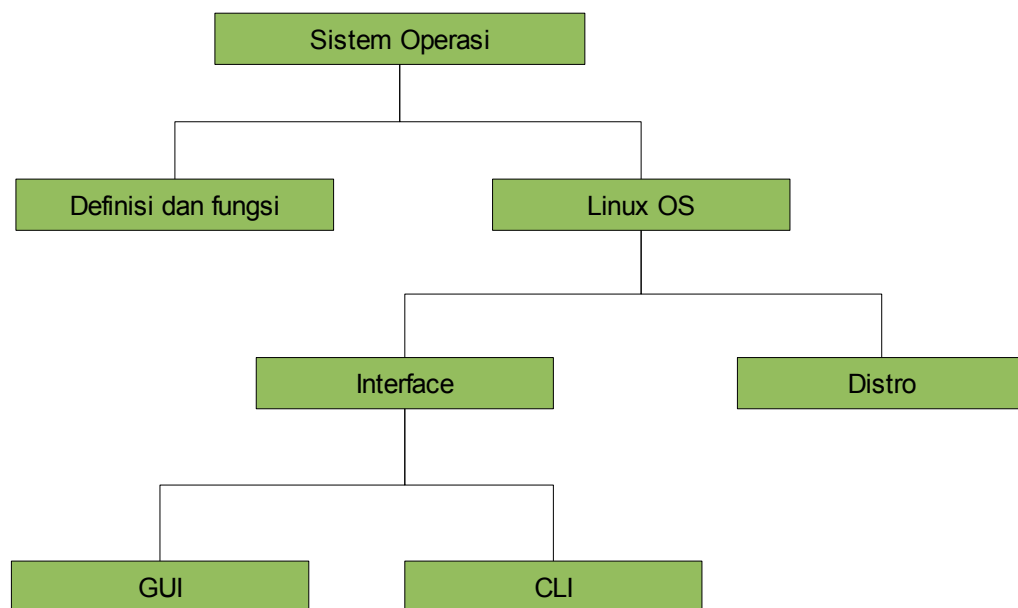 Sistem Operasi
Definisi dan fungsi
Linux OS
Interface
Distro
GUI
CLI